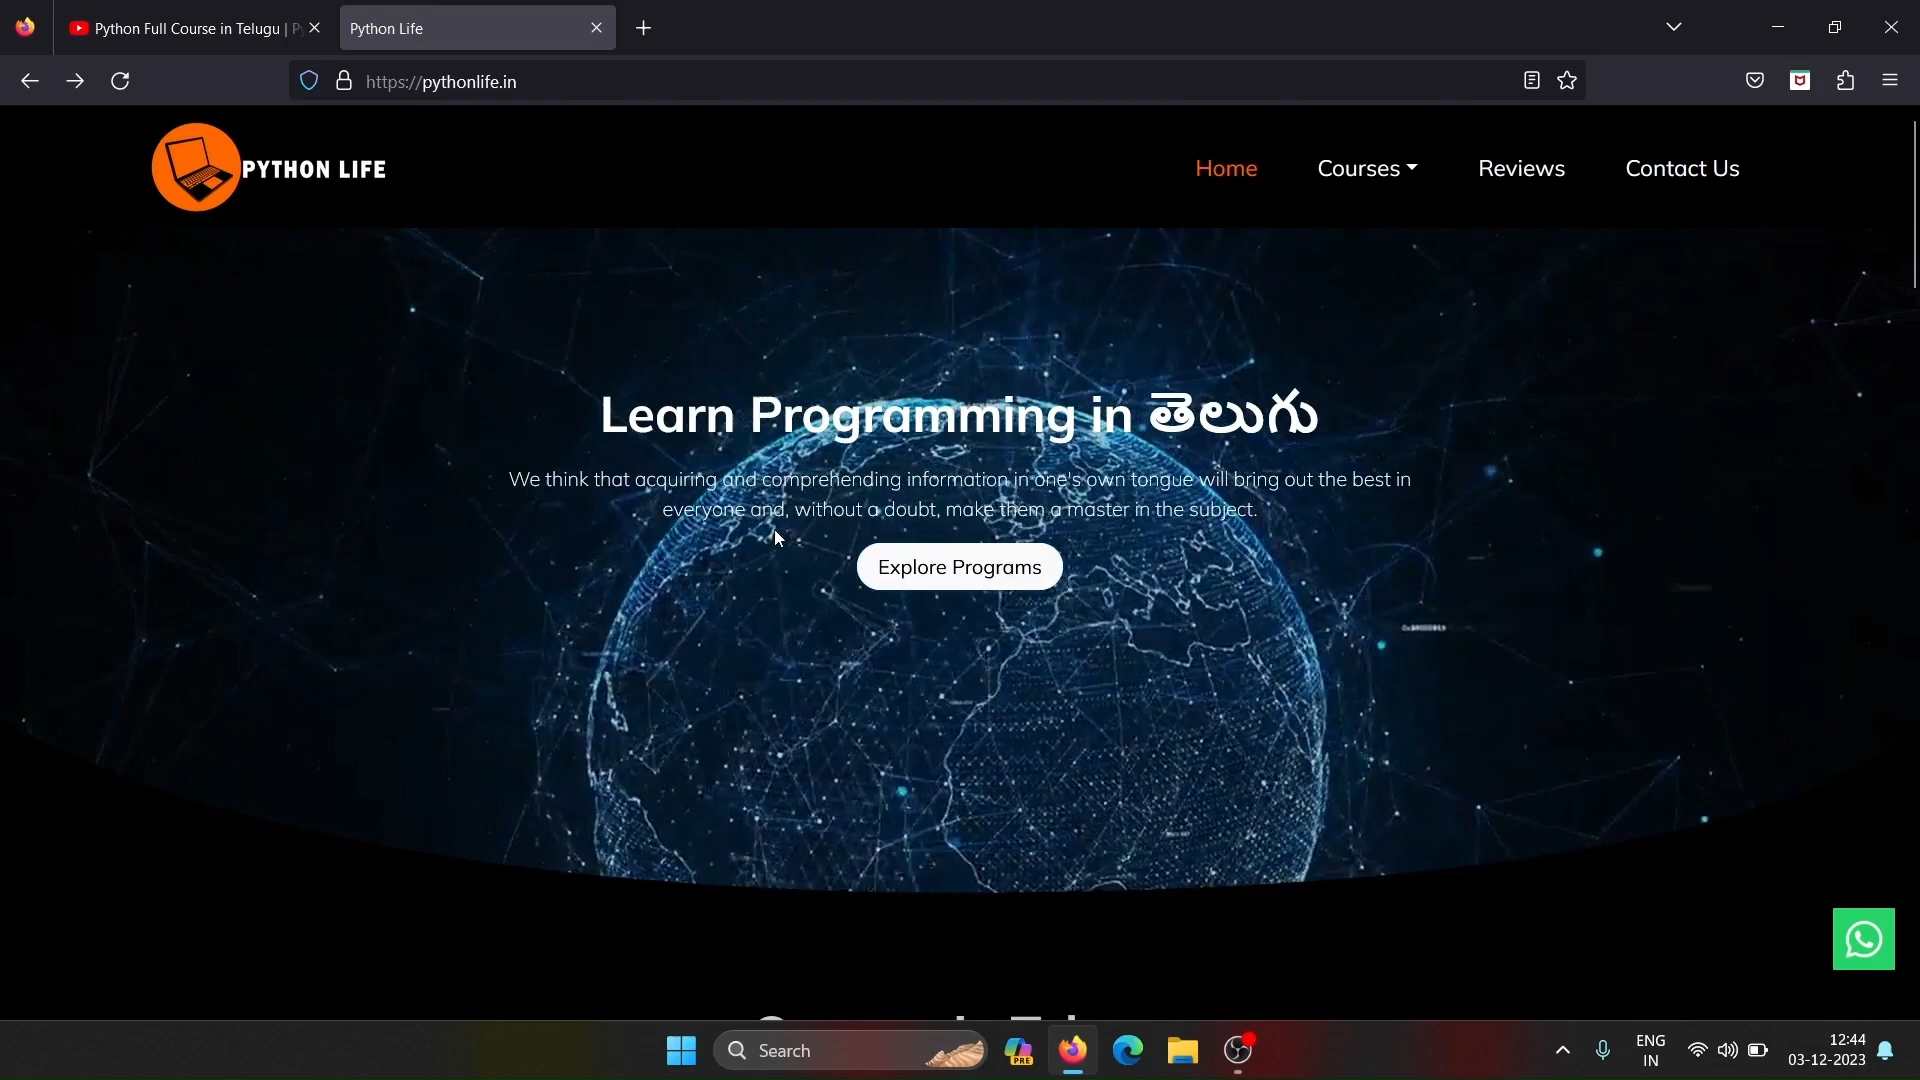 Python Full Course in Telugu |
Python Life
https://pythonlife.in
PYTHON LIFE
Home
Courses
Reviews
Contact Us
Learn Programming in తెలుగు
We think that acquiring and comprehending information in one's own tongue will bring out the best in
everyone and, without a doubt, make them a master in the subject.
Explore Programs
Search
PRE
ENG
IN
12:44
03-12-2023